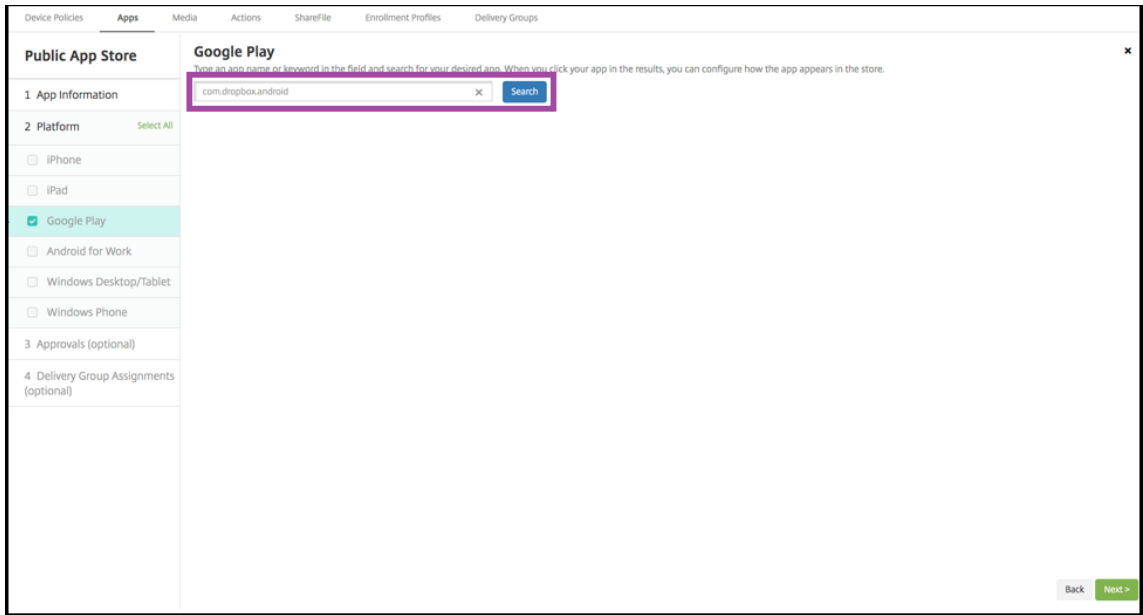 Device Policies Apps Media Actions ShareFile Enrollment Profiles Delivery Groups
Public App Store
1 App Information
2 Platform Select All
iPhone
iPad
Google Play
Android for Work
Windows Desktop/Tablet
Windows Phone
3 Approvals (optional)
4 Delivery Group Assignments
(optional)
Google Play
Type an app name or keyword in the field and search for your desired app. When you click your app in the results, you can configure how the app appears in the store.
com.dropbox.android Search
Back Next >